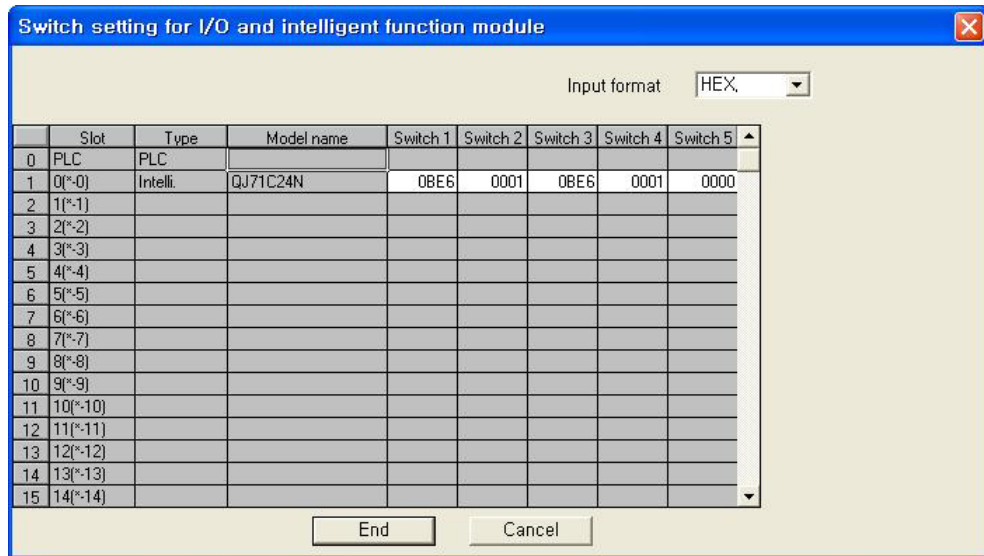 Switch setting for I/O and intelligent function module
Input format HEX.
Slot Type Model name Switch 1 Switch 2 Switch 3 Switch 4 Switch 5
0 PLC PLC
1 0(*-0) Intelli. QJ71C24N 0BE6 0001 0BE6 0001 0000
2 1(*-1)
3 2(*-2)
4 3(*-3)
5 4(*-4)
6 5(*-5)
7 6(*-6)
8 7(*-7)
9 8(*-8)
10 9(*-9)
11 10(*-10)
12 11(*-11)
13 12(*-12)
14 13(*-13)
15 14(*-14)
End Cancel